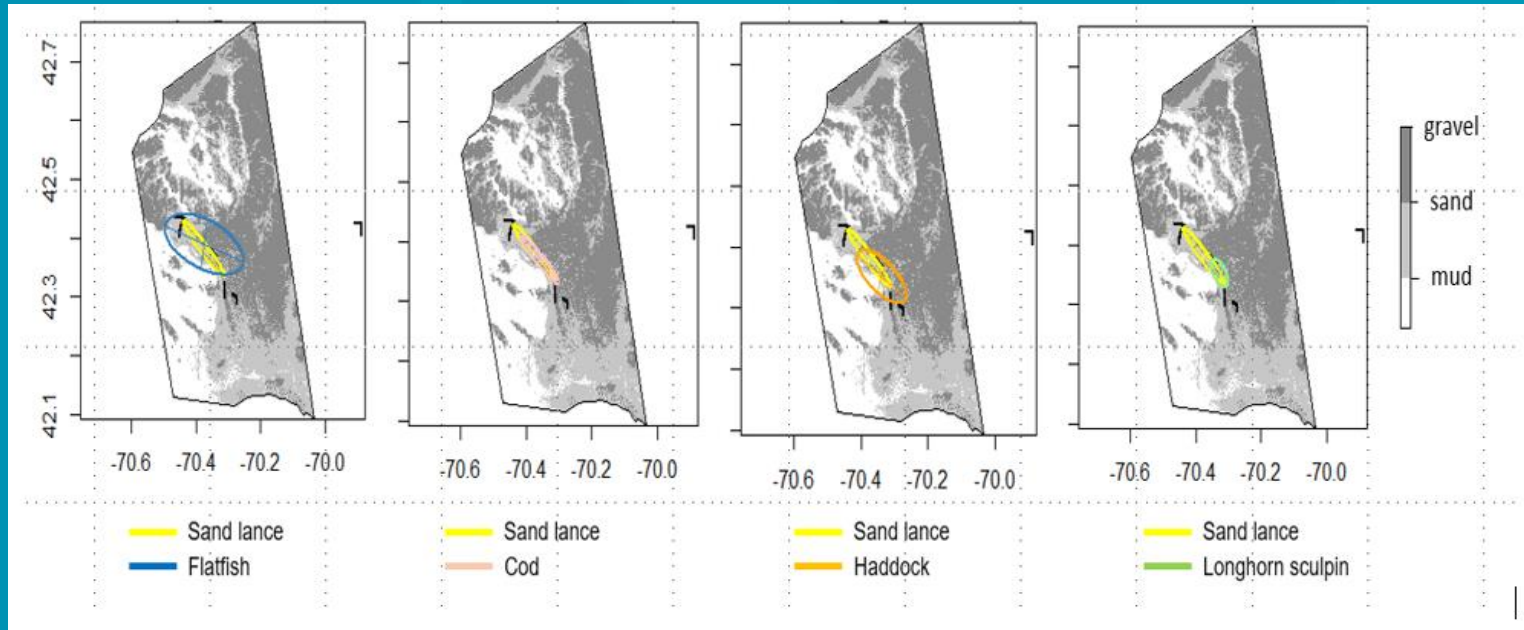 42.7
42.5
42.3
42.1
-70.6 -70.4 -70.2 -70.0
-70.6 -70.4 -70.2 -70.0
-70.6 -70.4 -70.2 -70.0
-70.6 -70.4 -70.2 -70.0
gravel
sand
mud
Sand lance
Flatfish
Sand lance
Cod
Sand lance
Haddock
Sand lance
Longhorn sculpin